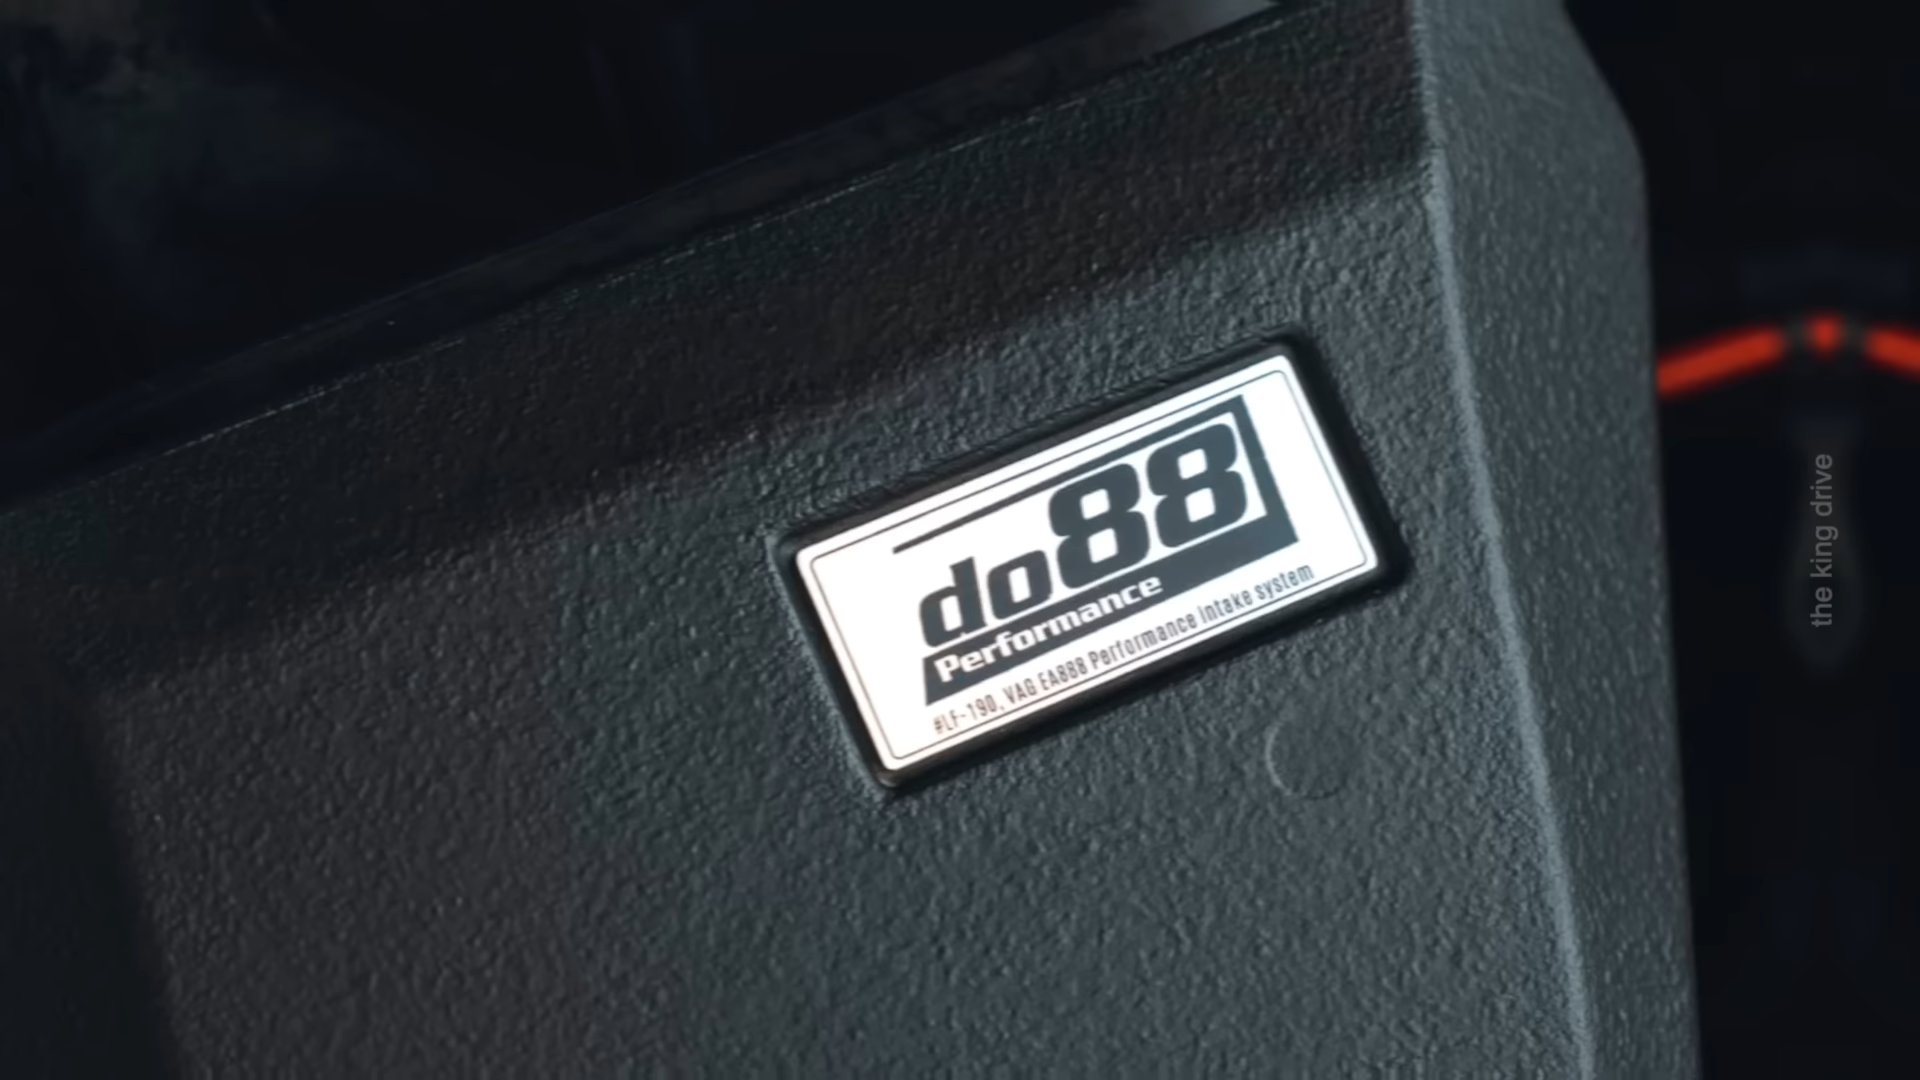 do88
Performance
#LF-190, VAG EA888 Performance Intake system
the king drive